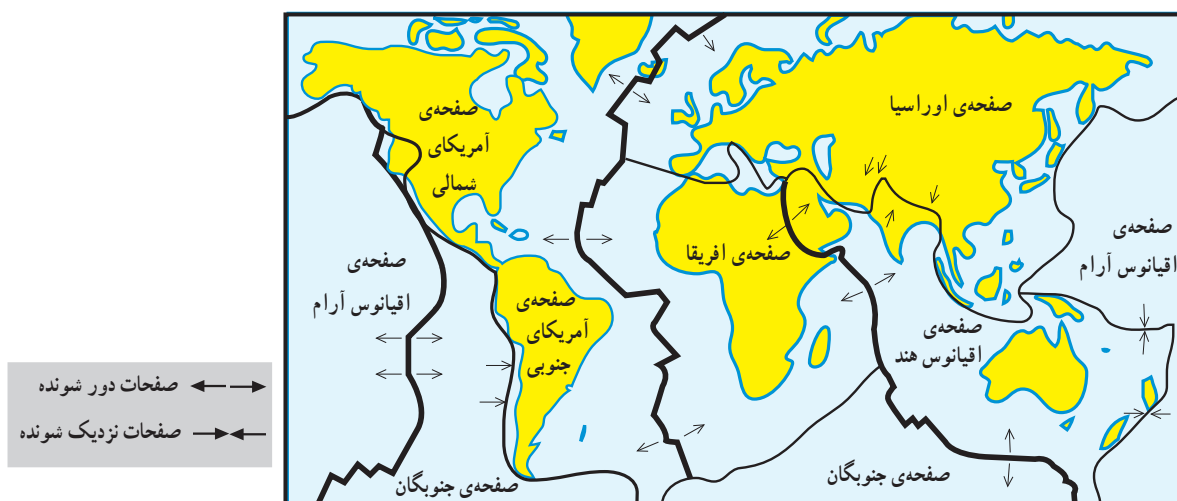 صفحه‌ی
آمریکای
شمالی
صفحه‌ی اوراسیا
صفحه‌ی
اقیانوس آرام
صفحه‌ی افریقا
صفحه‌ی
اقیانوس آرام
صفحه‌ی
آمریکای
جنوبی
صفحه‌ی
اقیانوس هند
صفحه‌ی جنوبگان
صفحه‌ی جنوبگان
صفحات دور شونده
صفحات نزدیک شونده